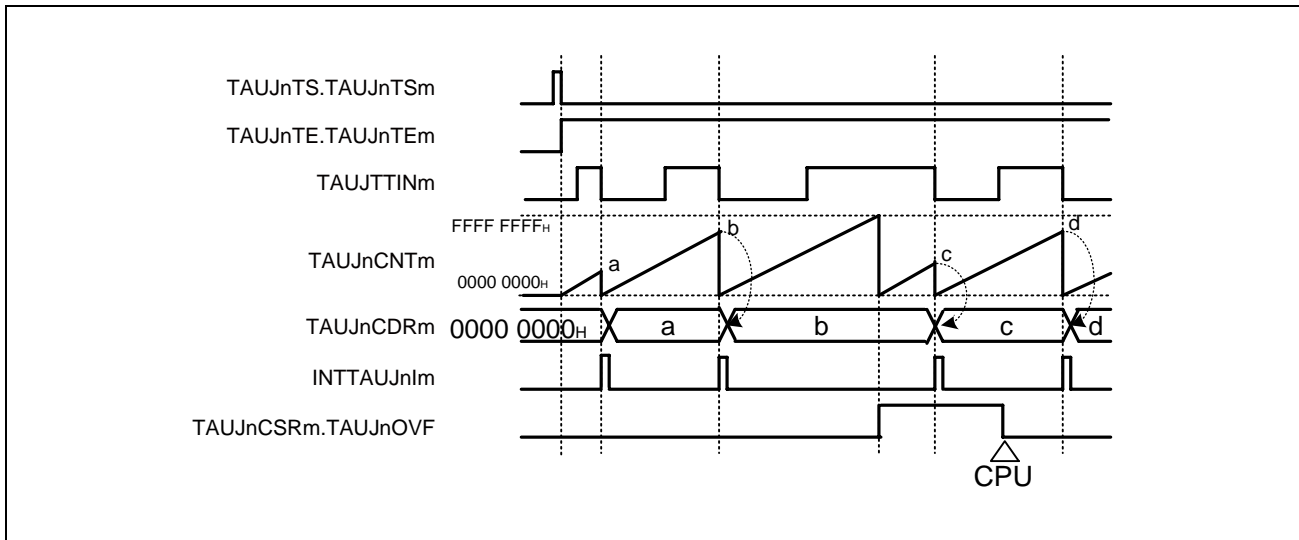 TAUJnTS.TAUJnTSm
TAUJnTE.TAUJnTEm
TAUJTTINm
FFFF FFFFH
TAUJnCNTm
0000 0000H
a
b
c
d
TAUJnCDRm
0000 0000H
a
b
c
d
INTTAUJnIm
TAUJnCSRm.TAUJnOVF
CPU